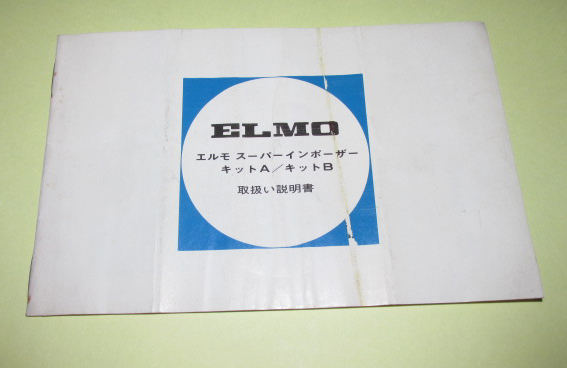 ELMO
エルモ スーパーインポーザー
キットA／キットB
取扱い説明書